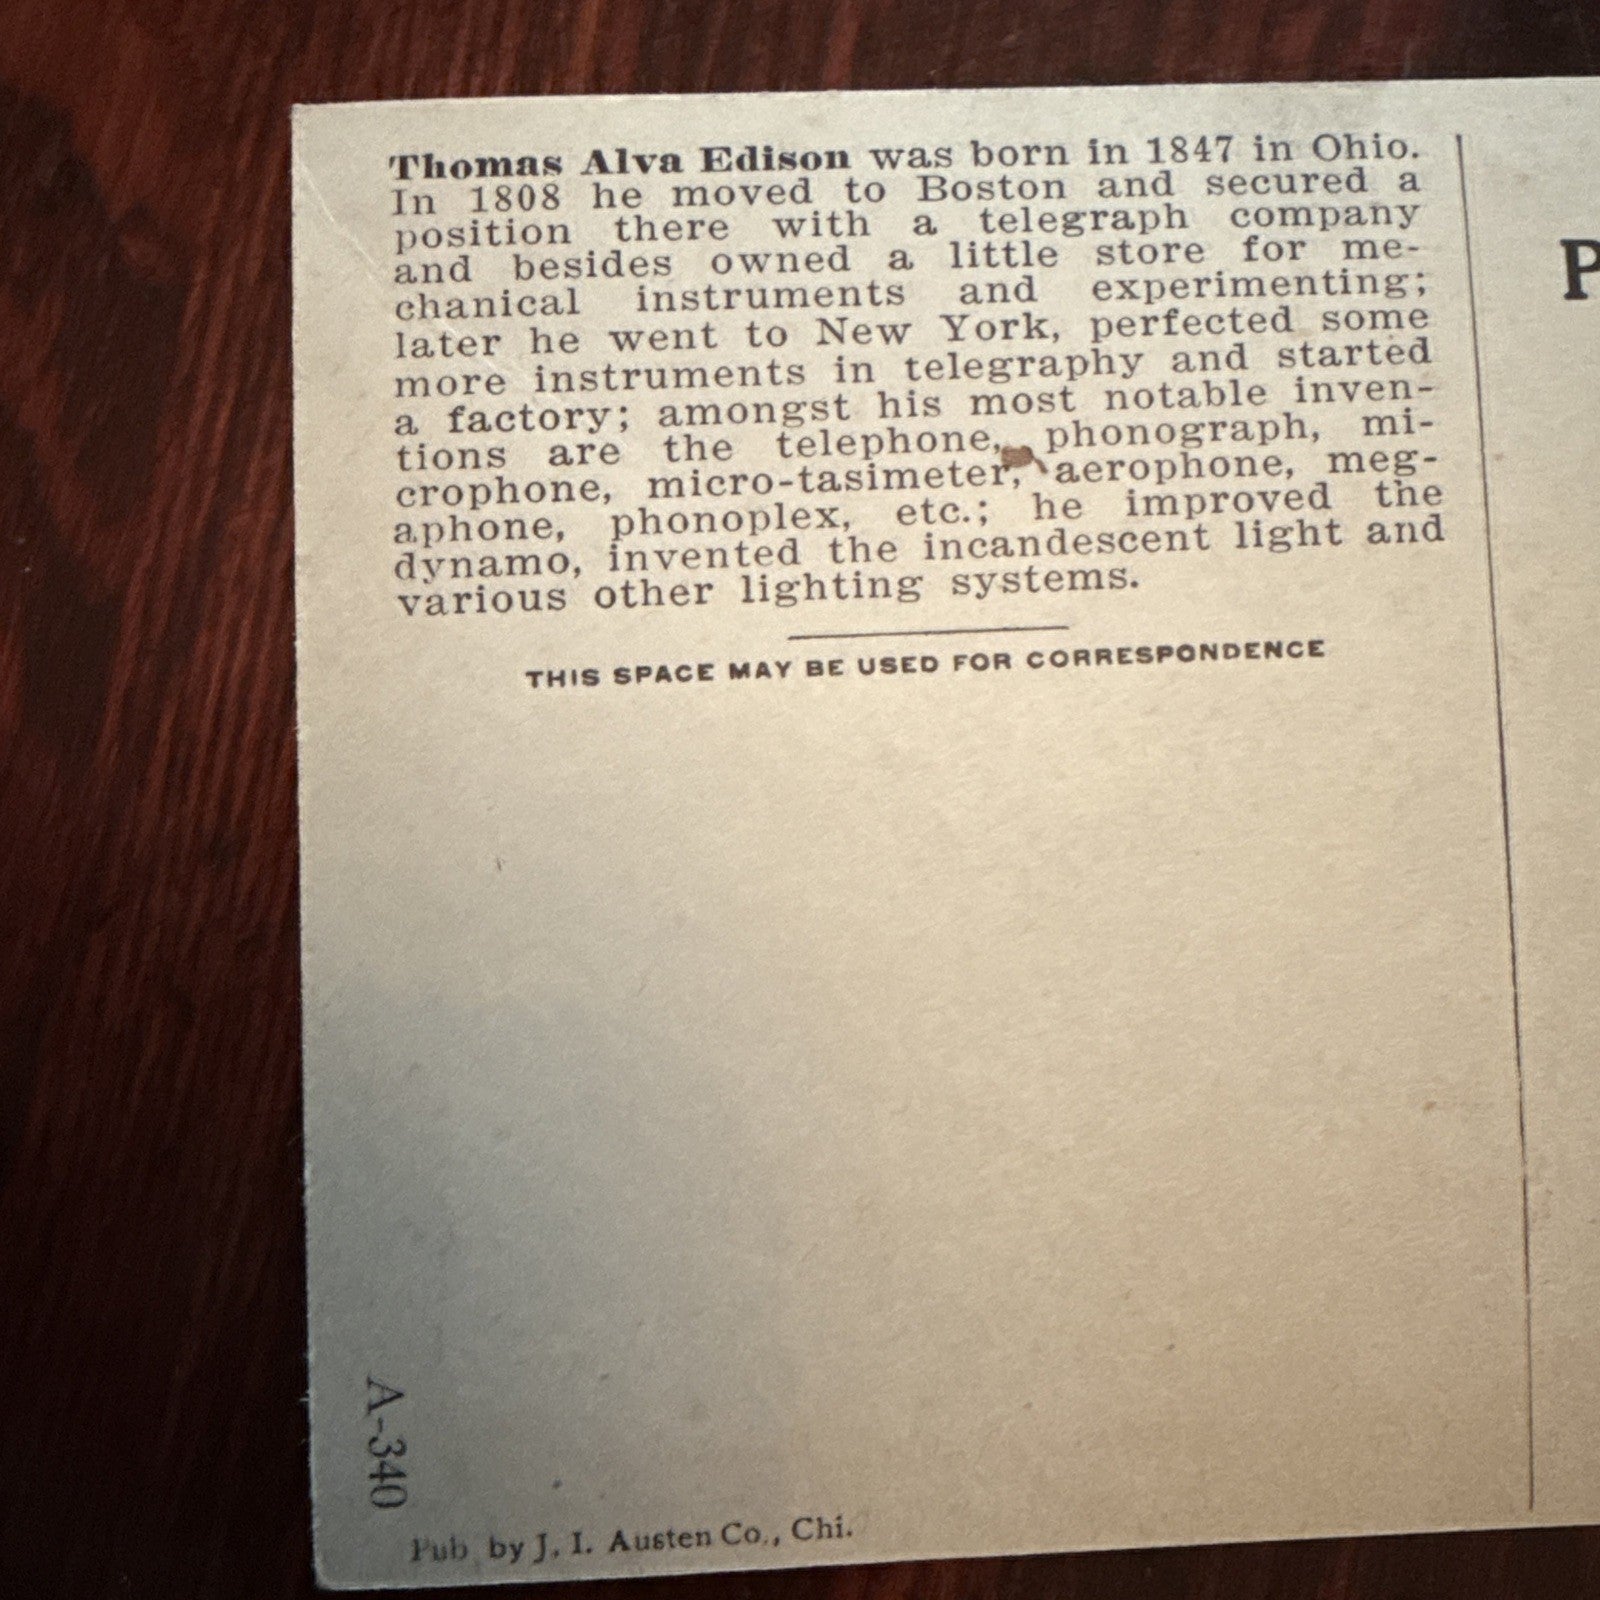 Thomas Alva Edison was born in 1847 in Ohio.
In 1808 he moved to Boston and secured a
position there with a telegraph company
and besides owned a little store for me-
chanical instruments and experimenting;
later he went to New York, perfected some
more instruments in telegraphy and started
a factory; amongst his most notable inven-
tions are the telephone, phonograph, mi-
crophone, micro-tasimeter, aerophone, meg-
aphone, phonoplex, etc.; he improved the
dynamo, invented the incandescent light and
various other lighting systems.
THIS SPACE MAY BE USED FOR CORRESPONDENCE
P
A-340
Pub. by J. I. Austen Co., Chi.